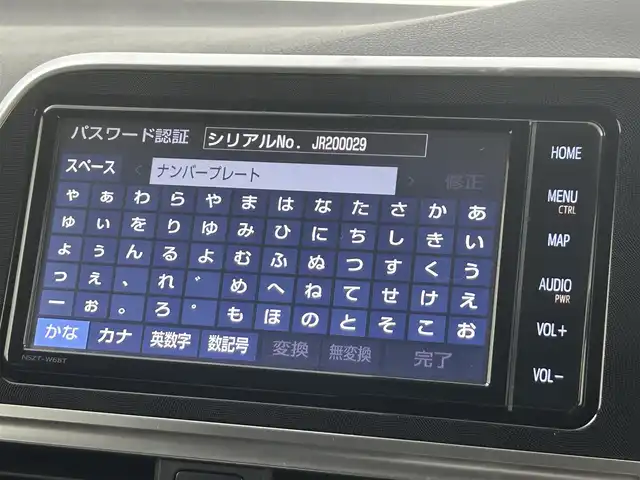 パスワード認証 シリアルNo. JR200029
スペース ナンバープレート 修正
ゃ ぁ わ ら や ま は な た さ か あ
ゅ ぃ を り ゆ み ひ に ち し き い
ょ ぅ ん る よ む ふ ぬ つ す く う
っ ぇ 、 れ ゛ め へ ね て せ け え
ー ぉ 。 ろ ゜ も ほ の と そ こ お
かな カナ 英数字 数記号 変換 無変換 完了
NSZT-W68T
HOME
MENU
CTRL
MAP
AUDIO
PWR
VOL+
VOL-